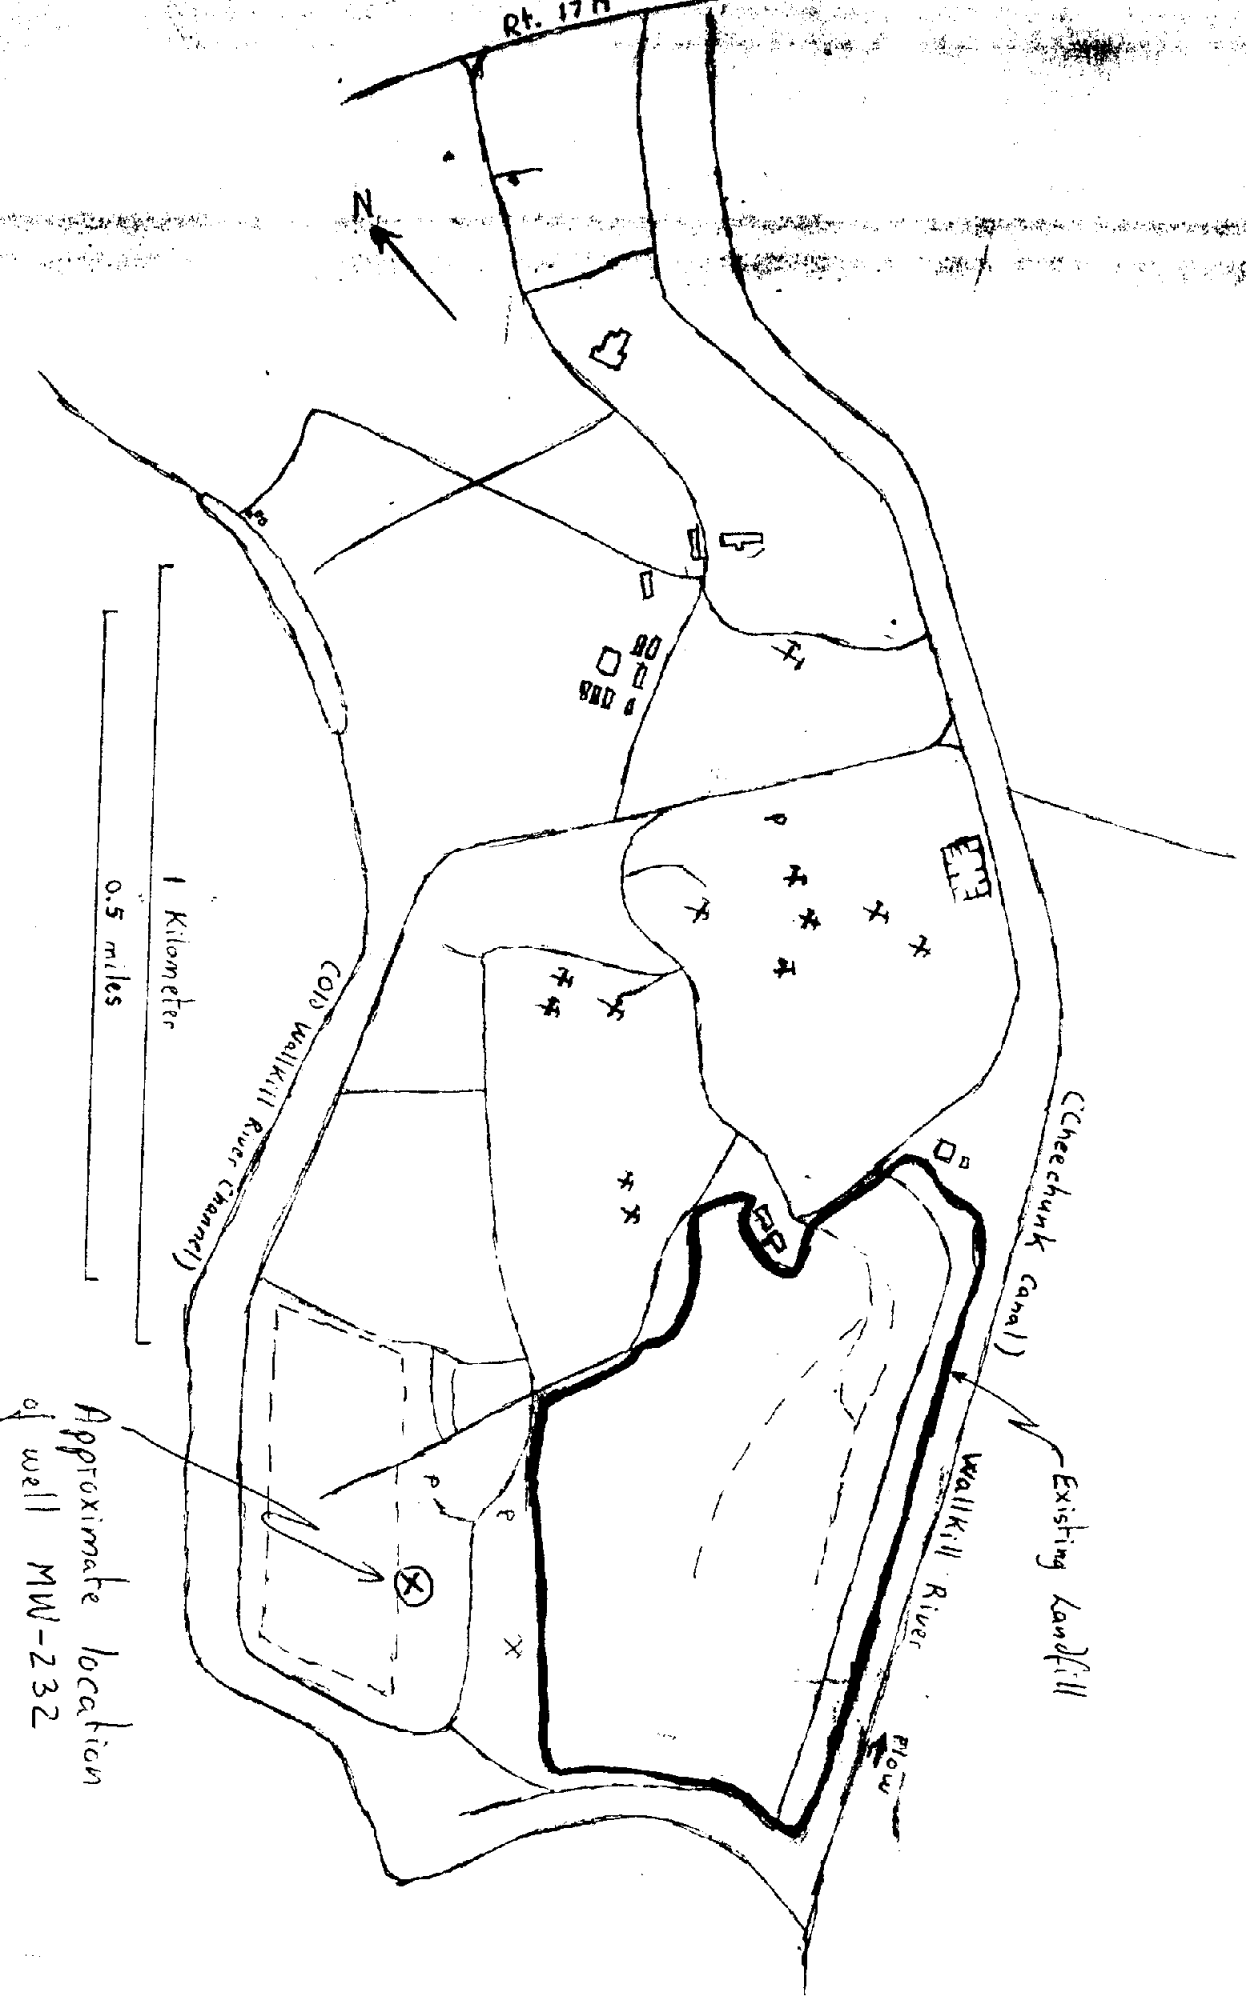 Rt. 17M
N
1 Kilometer
0.5 miles
(Old Wallkill River Channel)
(Cheechunk Canal)
Wallkill River
Existing Landfill
Flow
Approximate location
of well MW-232
P
P
P